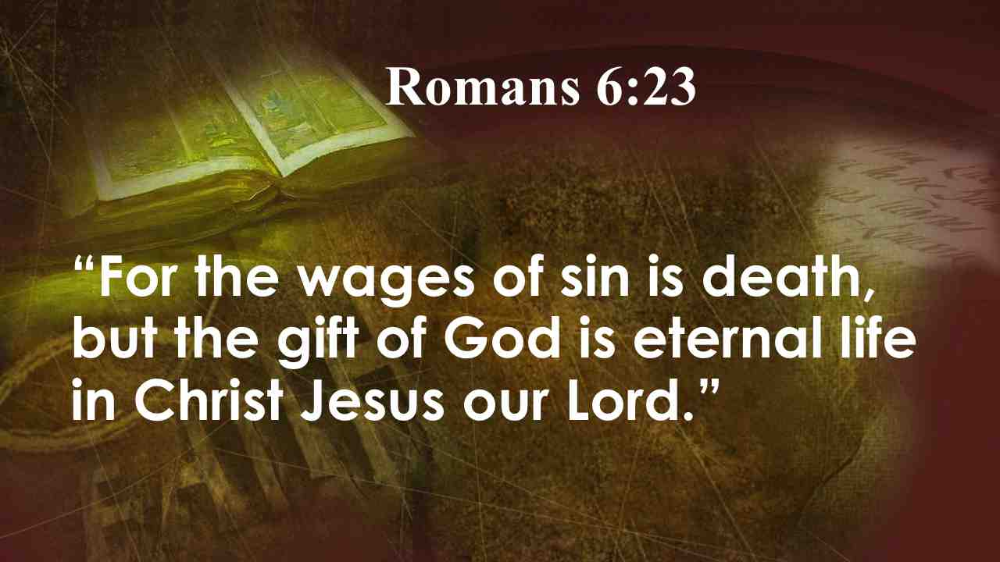 Romans 6:23
“For the wages of sin is death,
but the gift of God is eternal life
in Christ Jesus our Lord.”
FAITH